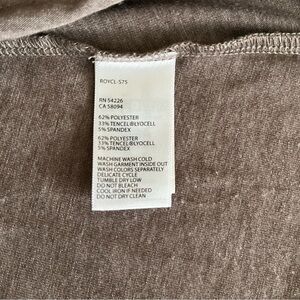 ROYCL-S75
RN 54226
CA 58094
62% POLYESTER
33% TENCEL®LYOCELL
5% SPANDEX
62% POLYESTER
33% TENCEL®LYOCELL
5% SPANDEX
MACHINE WASH COLD
WASH GARMENT INSIDE OUT
WASH COLORS SEPARATELY
DELICATE CYCLE
TUMBLE DRY LOW
DO NOT BLEACH
COOL IRON IF NEEDED
DO NOT DRY CLEAN